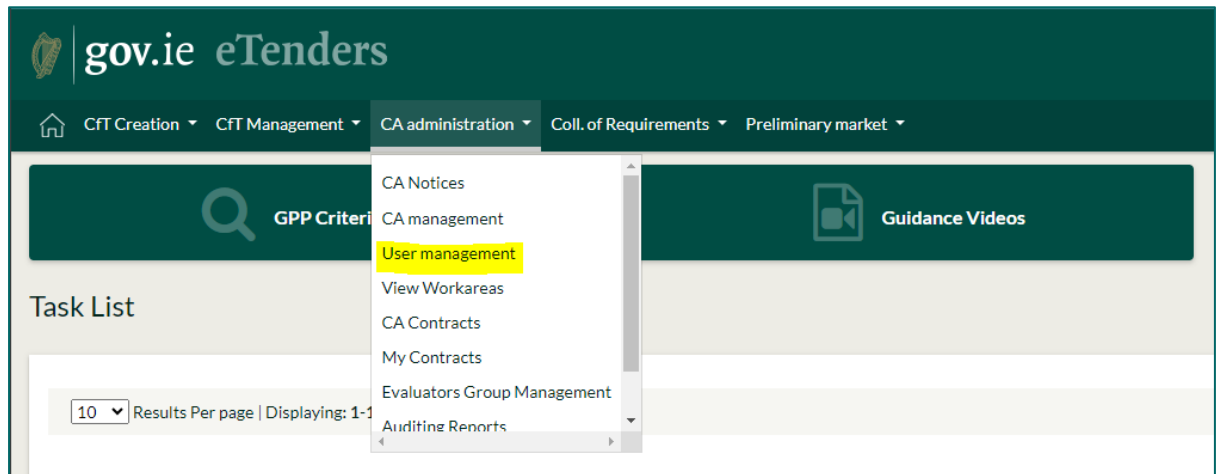 gov.ie eTenders
CfT Creation CfT Management CA administration Coll. of Requirements Preliminary market
GPP Criteri
Guidance Videos
CA Notices
CA management
User management
View Workareas
CA Contracts
My Contracts
Evaluators Group Management
Auditing Reports
Task List
10 Results Per page | Displaying: 1-1